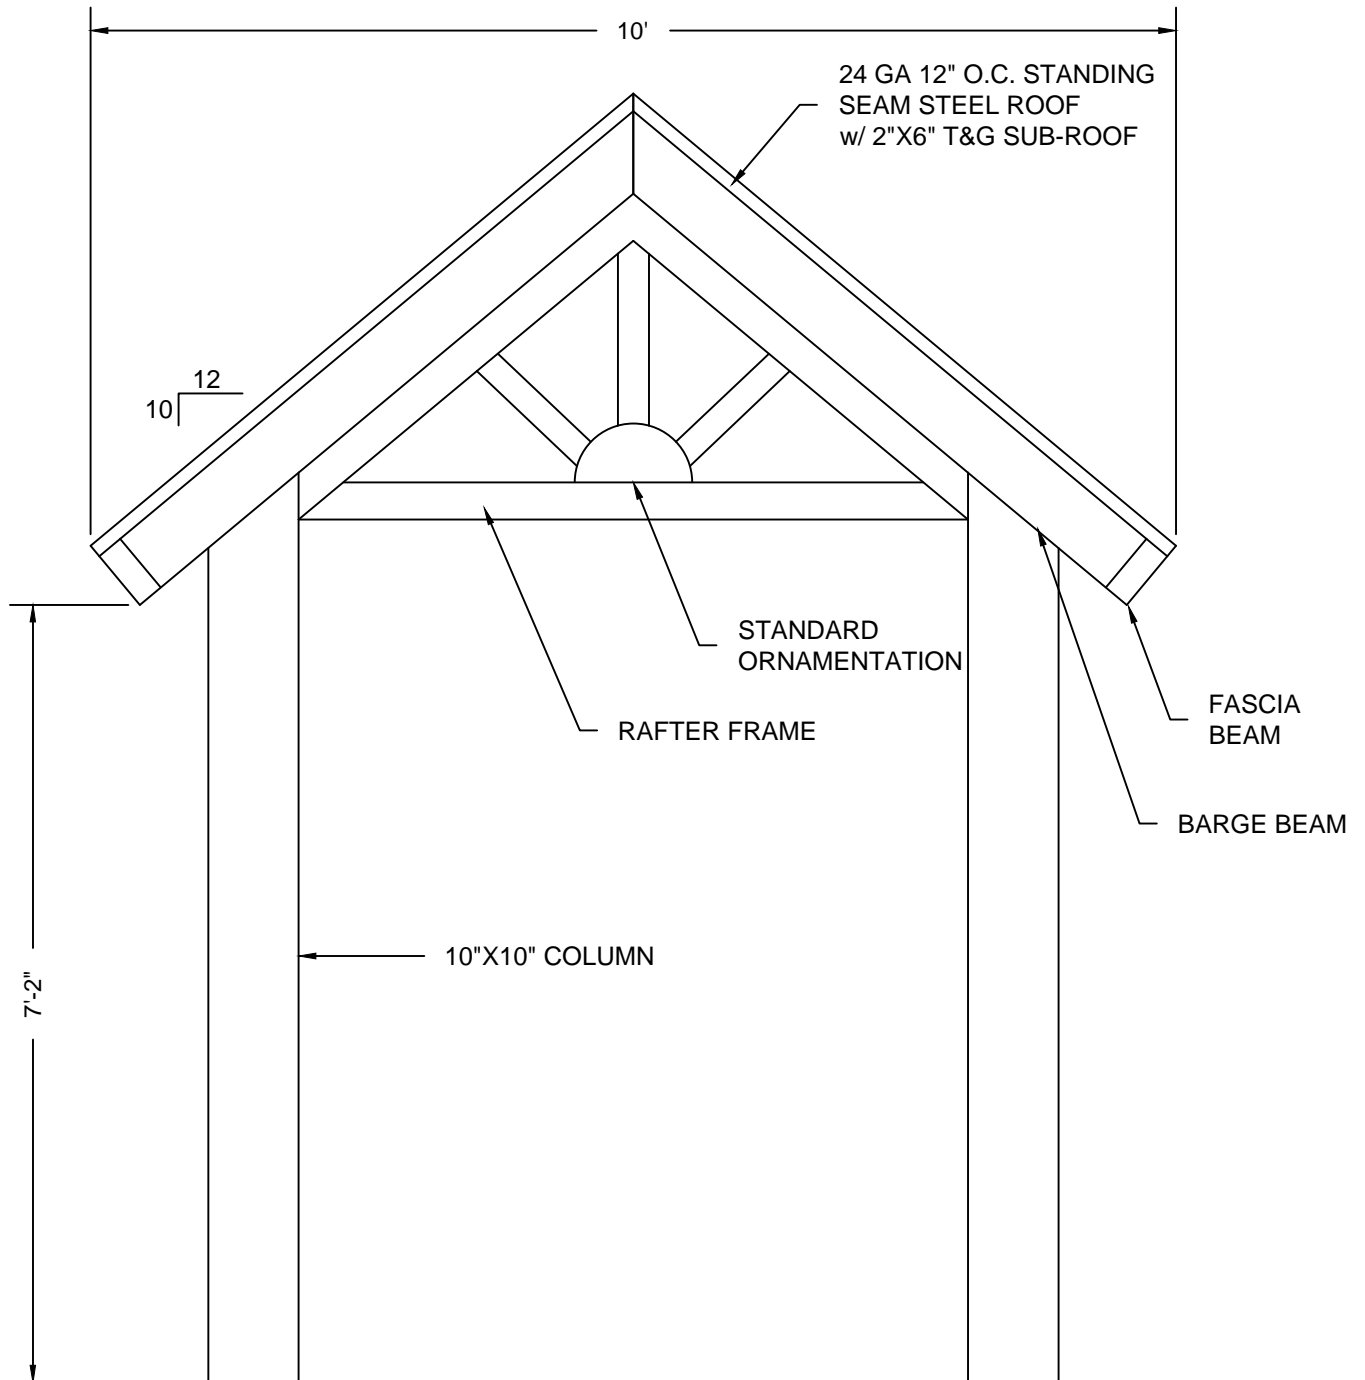 10'
24 GA 12" O.C. STANDING
SEAM STEEL ROOF
w/ 2"X6" T&G SUB-ROOF
12
10
STANDARD
ORNAMENTATION
RAFTER FRAME
FASCIA
BEAM
BARGE BEAM
10"X10" COLUMN
7'-2"